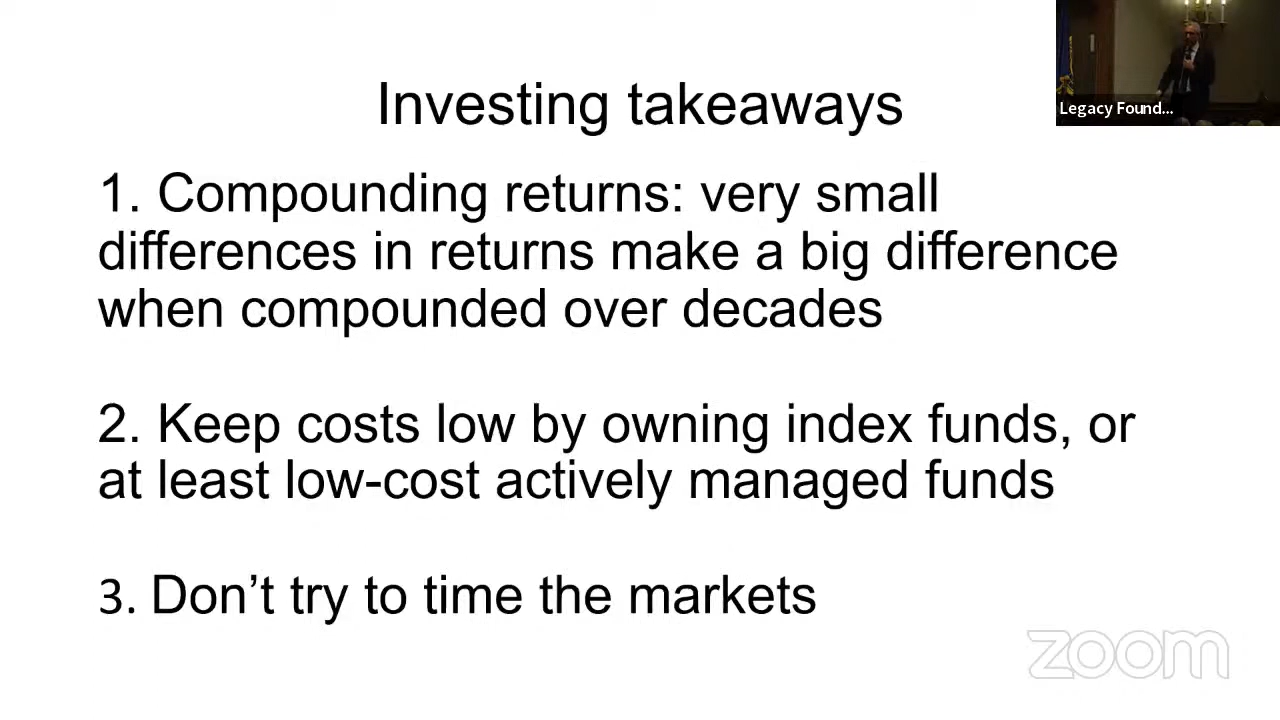 Investing takeaways
Legacy Found...
1. Compounding returns: very small
differences in returns make a big difference
when compounded over decades
2. Keep costs low by owning index funds, or
at least low-cost actively managed funds
3. Don’t try to time the markets
zoom